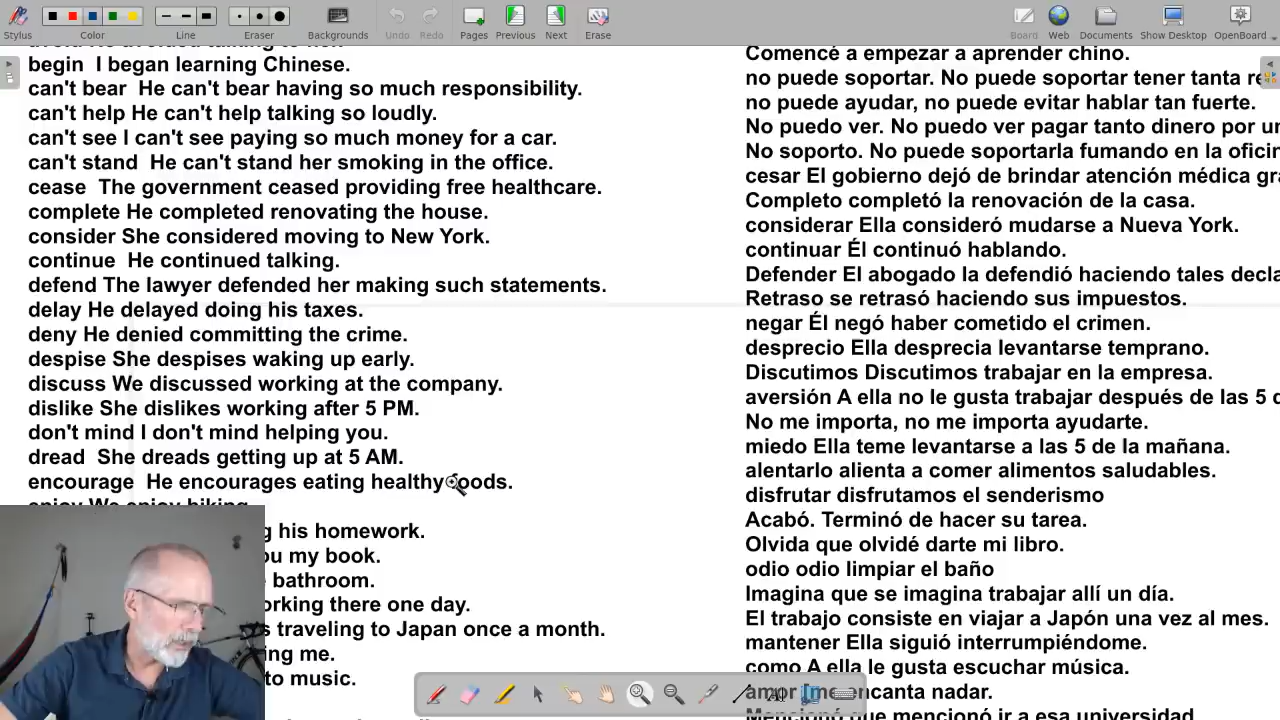 Stylus Color Line Eraser Backgrounds Undo Redo Pages Previous Next Erase Board Web Documents Show Desktop OpenBoard
begin I began learning Chinese.
can't bear He can't bear having so much responsibility.
can't help He can't help talking so loudly.
can't see I can't see paying so much money for a car.
can't stand He can't stand her smoking in the office.
cease The government ceased providing free healthcare.
complete He completed renovating the house.
consider She considered moving to New York.
continue He continued talking.
defend The lawyer defended her making such statements.
delay He delayed doing his taxes.
deny He denied committing the crime.
despise She despises waking up early.
discuss We discussed working at the company.
dislike She dislikes working after 5 PM.
don't mind I don't mind helping you.
dread She dreads getting up at 5 AM.
encourage He encourages eating healthy foods.
enjoy We enjoy hiking.
his homework.
my book.
bathroom.
there one day.
traveling to Japan once a month.
me.
to music.
Comencé a empezar a aprender chino.
no puede soportar. No puede soportar tener tanta
no puede ayudar, no puede evitar hablar tan fuerte.
No puedo ver. No puedo ver pagar tanto dinero por
No soporto. No puede soportarla fumando en la
cesar El gobierno dejó de brindar atención médica
Completo completó la renovación de la casa.
considerar Ella consideró mudarse a Nueva York.
continuar Él continuó hablando.
Defender El abogado la defendió haciendo tales
Retraso se retrasó haciendo sus impuestos.
negar Él negó haber cometido el crimen.
desprecio Ella desprecia levantarse temprano.
Discutimos Discutimos trabajar en la empresa.
aversión A ella no le gusta trabajar después de las 5
No me importa, no me importa ayudarte.
miedo Ella teme levantarse a las 5 de la mañana.
alentarlo alienta a comer alimentos saludables.
disfrutar disfrutamos el senderismo
Acabó. Terminó de hacer su tarea.
Olvida que olvidé darte mi libro.
odio odio limpiar el baño
Imagina que se imagina trabajar allí un día.
El trabajo consiste en viajar a Japón una vez al mes.
mantener Ella siguió interrumpiéndome.
como A ella le gusta escuchar música.
amor [me encanta nadar.
Mencionó que mencionó ir a esa universidad